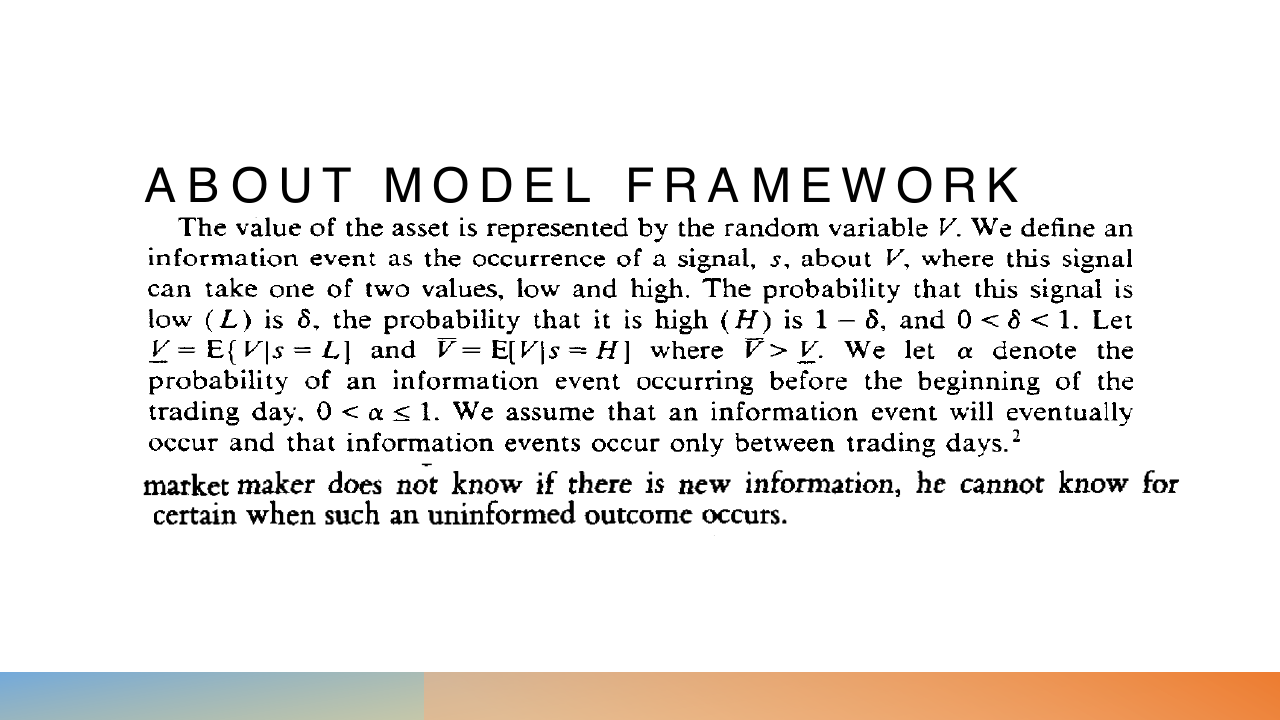 ABOUT MODEL FRAMEWORK
The value of the asset is represented by the random variable V. We define an
information event as the occurrence of a signal, s, about V, where this signal
can take one of two values, low and high. The probability that this signal is
low (L) is δ, the probability that it is high (H) is 1 − δ, and 0 < δ < 1. Let
V̲ = E{V|s = L] and V̅ = E[V|s = H] where V̅ > V̲. We let α denote the
probability of an information event occurring before the beginning of the
trading day, 0 < α ≤ 1. We assume that an information event will eventually
occur and that information events occur only between trading days.²
market maker does not know if there is new information, he cannot know for
certain when such an uninformed outcome occurs.